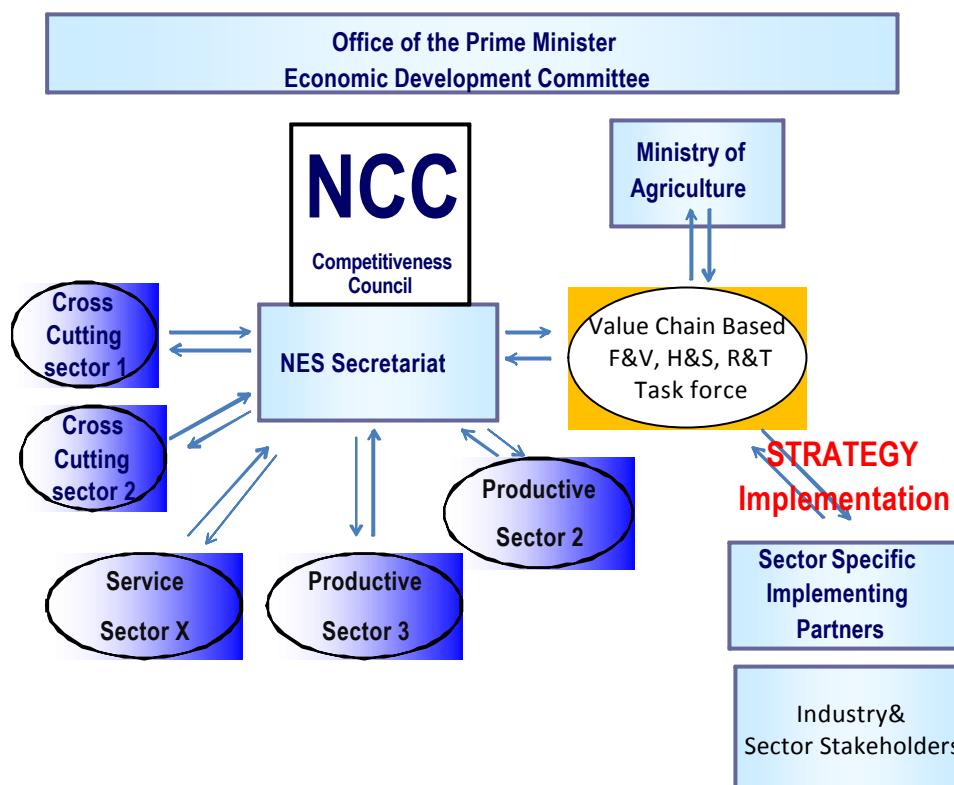 Office of the Prime Minister
Economic Development Committee
NCC
Competitiveness
Council
Ministry of
Agriculture
Cross
Cutting
sector 1
NES Secretariat
Value Chain Based
F&V, H&S, R&T
Task force
Cross
Cutting
sector 2
Productive
Sector 2
STRATEGY
Implementation
Service
Sector X
Productive
Sector 3
Sector Specific
Implementing
Partners
Industry&
Sector Stakeholders